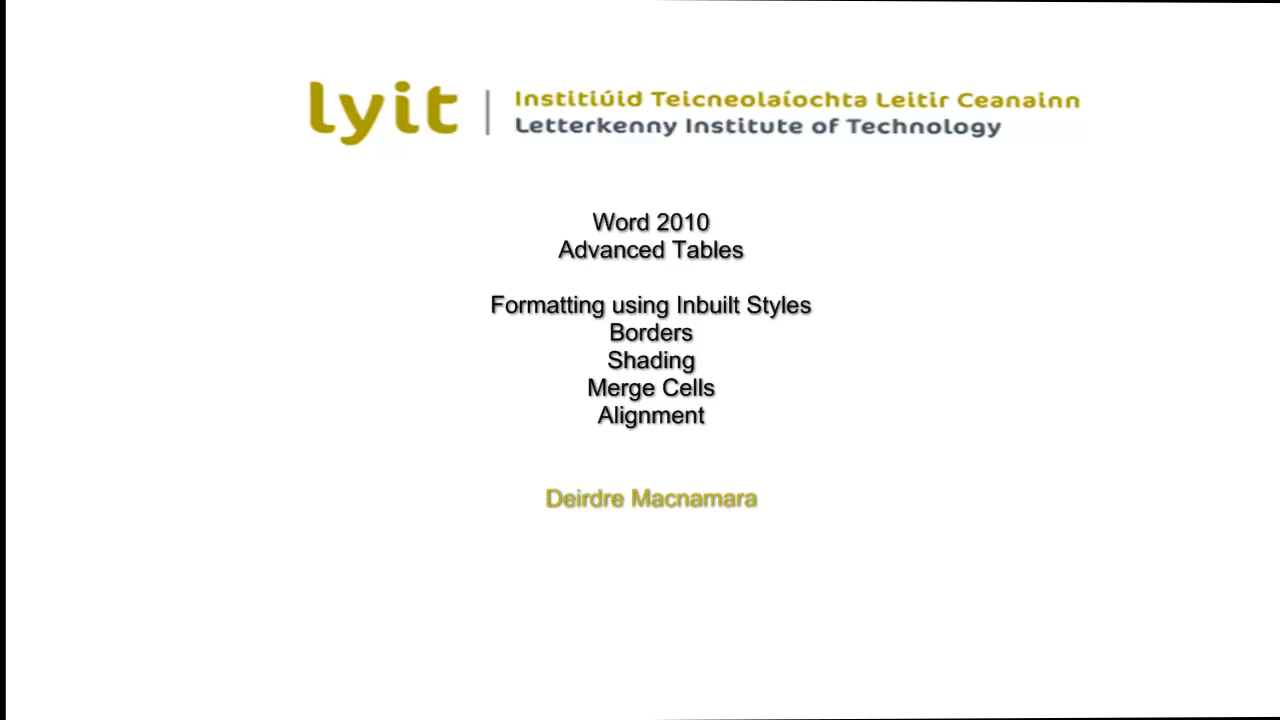 lyit
Institiúid Teicneolaíochta Leitir Ceanainn
Letterkenny Institute of Technology
Word 2010
Advanced Tables
Formatting using Inbuilt Styles
Borders
Shading
Merge Cells
Alignment
Deirdre Macnamara